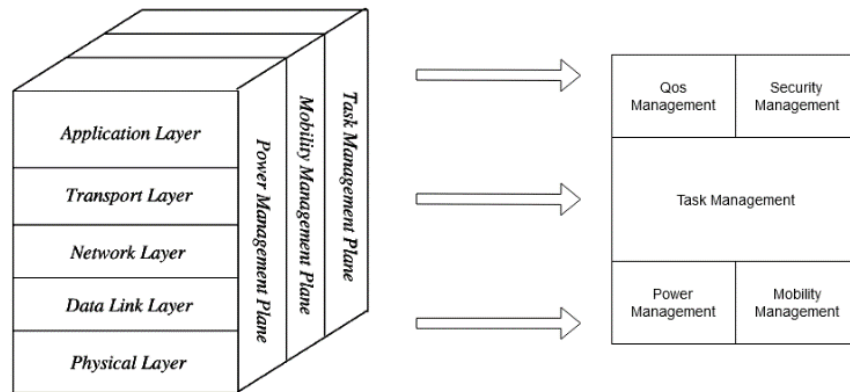 Application Layer
Transport Layer
Network Layer
Data Link Layer
Physical Layer
Power Management Plane
Mobility Management Plane
Task Management Plane
Qos
Management
Security
Management
Task Management
Power
Management
Mobility
Management